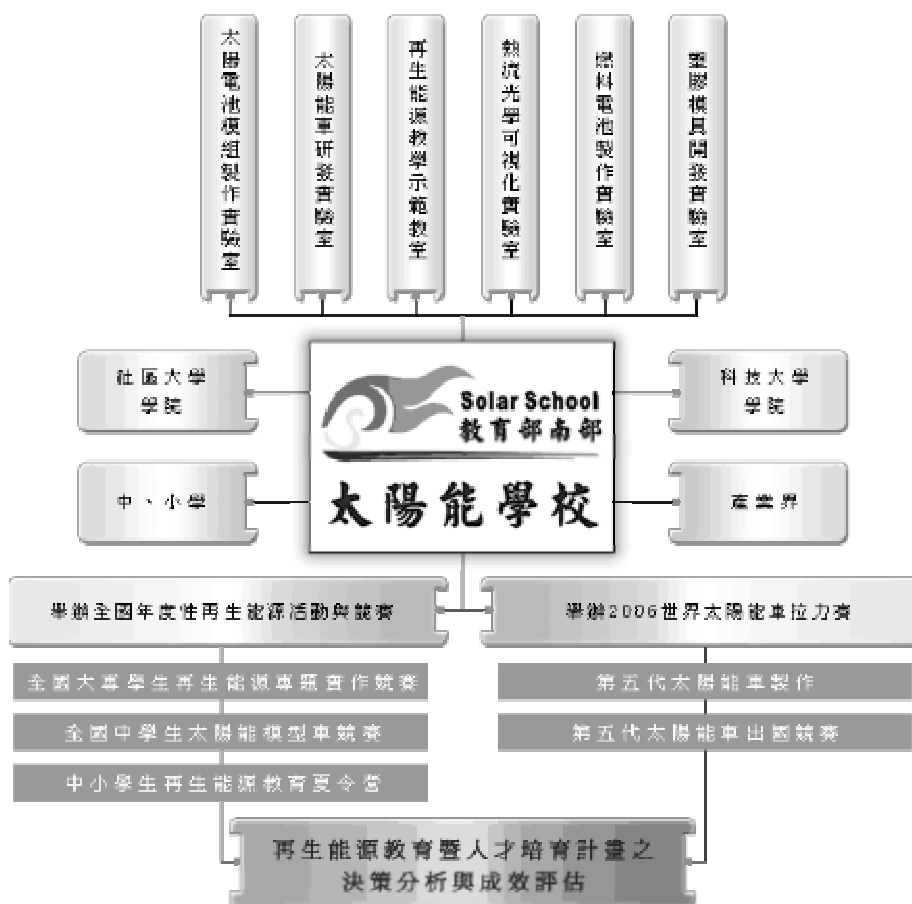 太陽電池模組製作實驗室
太陽能車研發實驗室
再生能源教學示範教室
熱流光學可視化實驗室
燃料電池製作實驗室
塑膠模具開發實驗室
社區大學
學院
科技大學
學院
Solar School
教育部南部
太陽能學校
中、小學
產業界
舉辦全國年度性再生能源活動與競賽
舉辦2006世界太陽能車拉力賽
全國大專學生再生能源專題實作競賽
第五代太陽能車製作
全國中學生太陽能模型車競賽
第五代太陽能車出國競賽
中小學生再生能源教育夏令營
再生能源教育暨人才培育計畫之
決策分析與成效評估